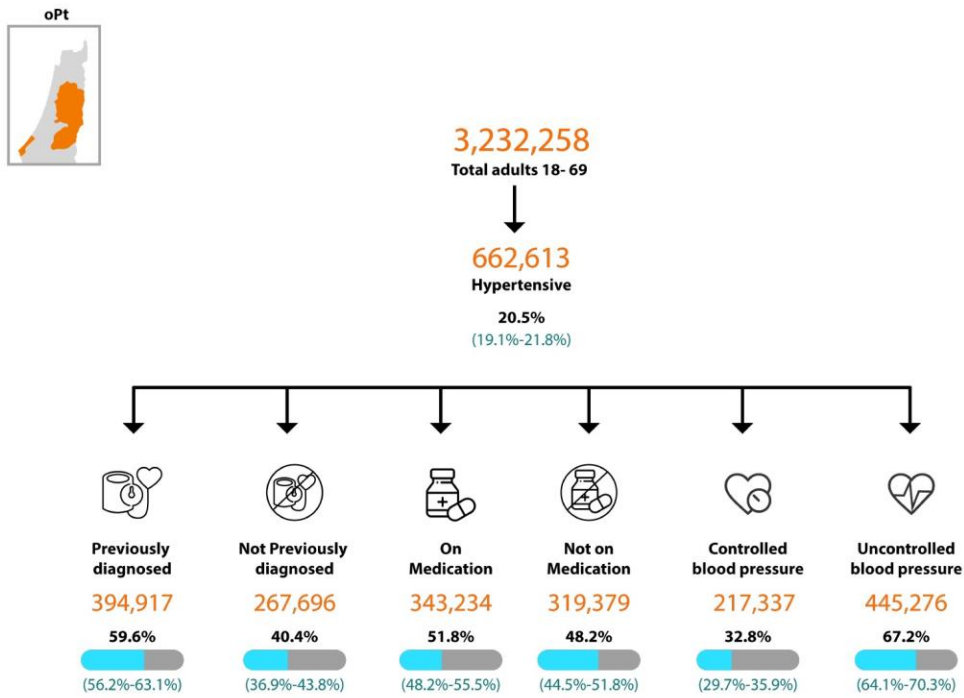 oPt
3,232,258
Total adults 18- 69
662,613
Hypertensive
20.5%
(19.1%-21.8%)
Previously
diagnosed
394,917
59.6%
(56.2%-63.1%)
Not Previously
diagnosed
267,696
40.4%
(36.9%-43.8%)
On
Medication
343,234
51.8%
(48.2%-55.5%)
Not on
Medication
319,379
48.2%
(44.5%-51.8%)
Controlled
blood pressure
217,337
32.8%
(29.7%-35.9%)
Uncontrolled
blood pressure
445,276
67.2%
(64.1%-70.3%)